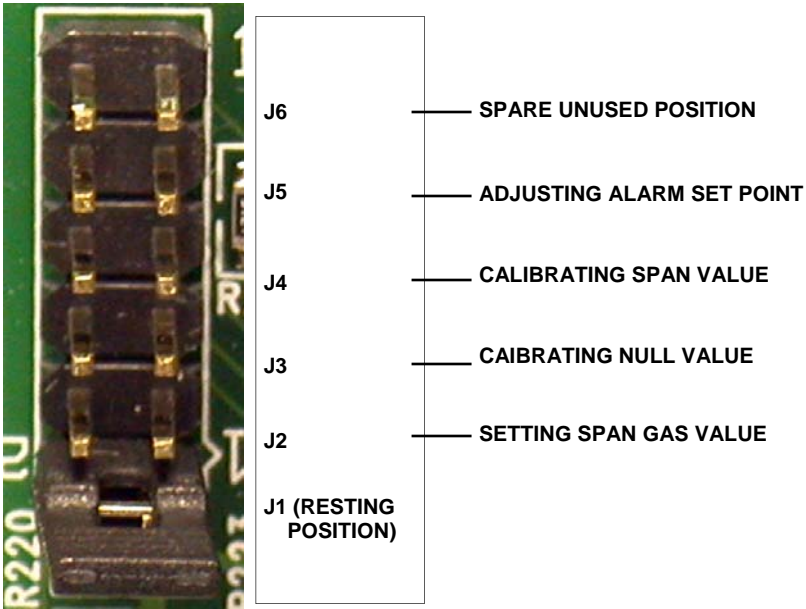 J6 SPARE UNUSED POSITION
J5 ADJUSTING ALARM SET POINT
J4 CALIBRATING SPAN VALUE
J3 CAIBRATING NULL VALUE
J2 SETTING SPAN GAS VALUE
J1 (RESTING
POSITION)
R220